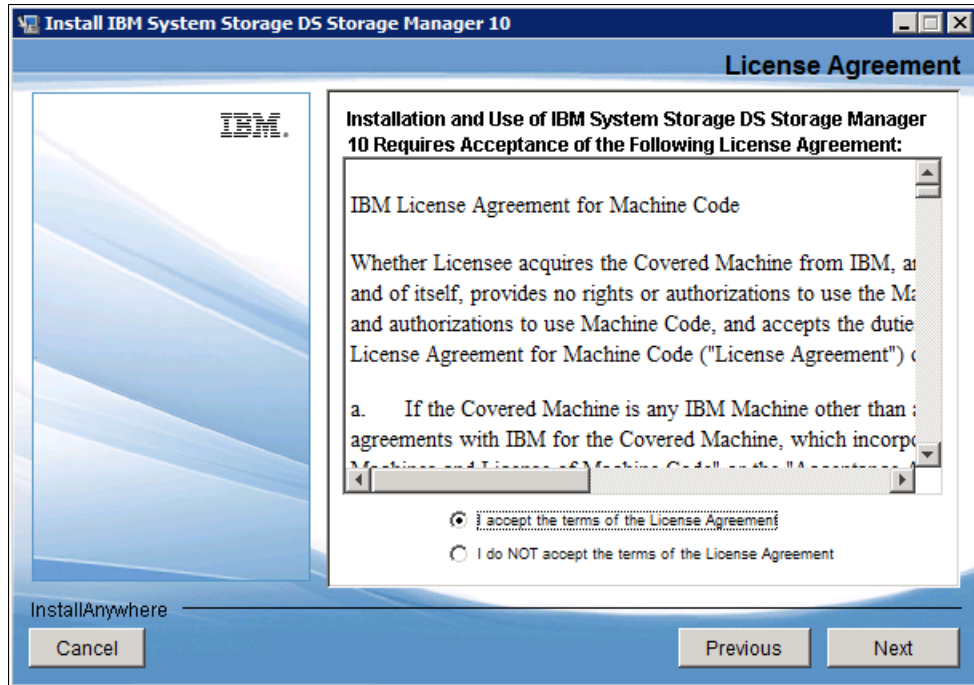 Install IBM System Storage DS Storage Manager 10
License Agreement
IBM.
Installation and Use of IBM System Storage DS Storage Manager
10 Requires Acceptance of the Following License Agreement:
IBM License Agreement for Machine Code
Whether Licensee acquires the Covered Machine from IBM,
and of itself, provides no rights or authorizations to use the
and authorizations to use Machine Code, and accepts the
License Agreement for Machine Code ("License Agreement")
a. If the Covered Machine is any IBM Machine other than
agreements with IBM for the Covered Machine, which
I accept the terms of the License Agreement
I do NOT accept the terms of the License Agreement
InstallAnywhere
Cancel
Previous
Next